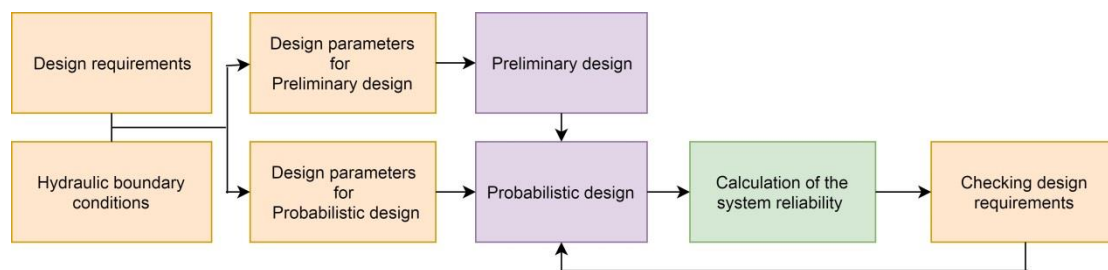 Design requirements
Design parameters
for
Preliminary design
Preliminary design
Hydraulic boundary
conditions
Design parameters
for
Probabilistic design
Probabilistic design
Calculation of the
system reliability
Checking design
requirements